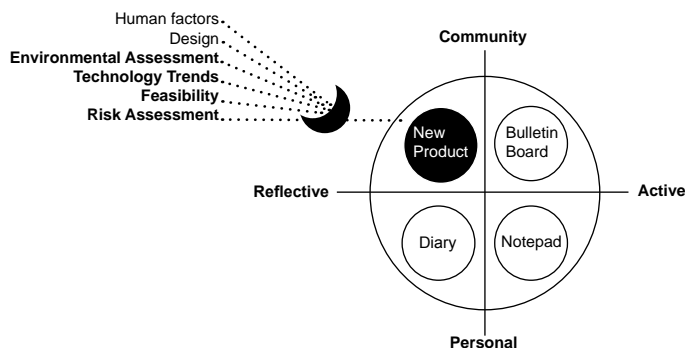 Human factors
Design
Environmental Assessment
Technology Trends
Feasibility
Risk Assessment
Community
New
Product
Bulletin
Board
Reflective
Active
Diary
Notepad
Personal